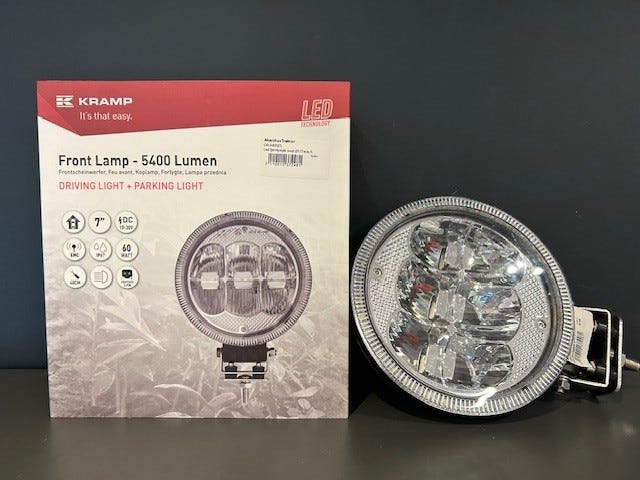 KRAMP
It's that easy.
LED
TECHNOLOGY
Front Lamp - 5400 Lumen
Frontscheinwerfer, Feu avant, Koplamp, Forlygte, Lampa przednia
DRIVING LIGHT + PARKING LIGHT
7"
DC
10-30V
EMC
IP67
60
WATT